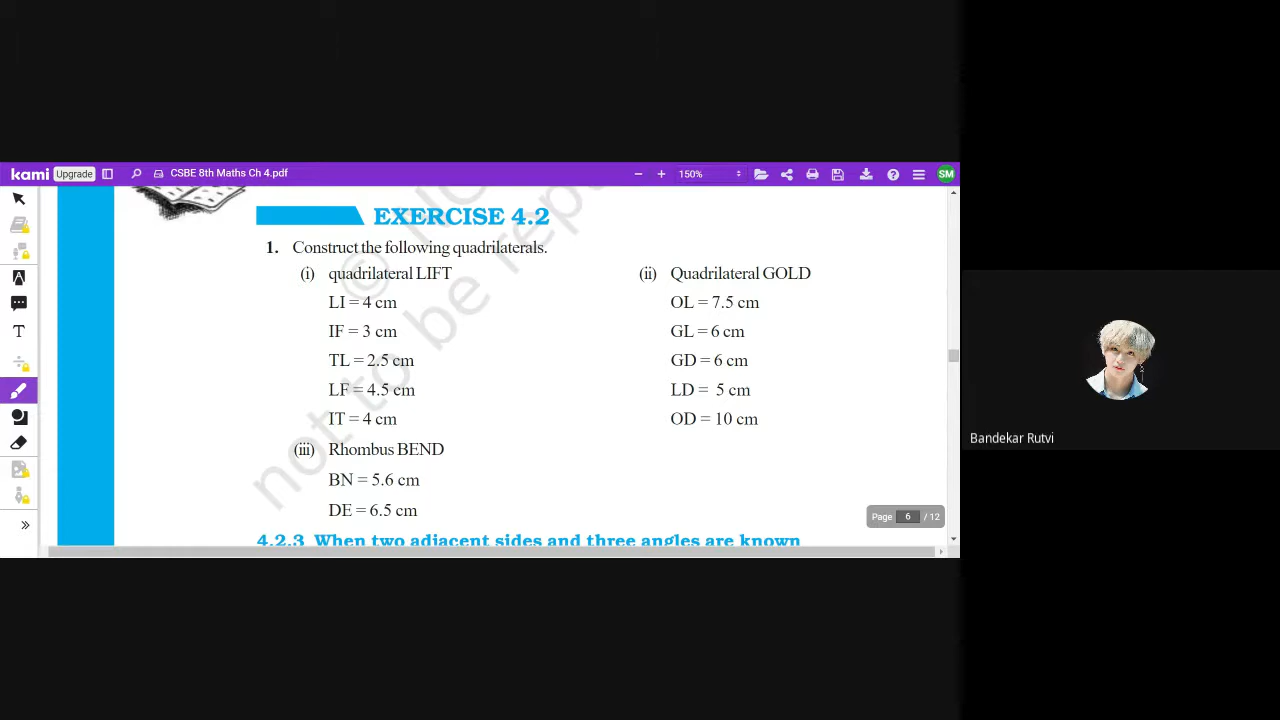 kami Upgrade CSBE 8th Maths Ch 4.pdf 150% SM
EXERCISE 4.2
1. Construct the following quadrilaterals.
(i) quadrilateral LIFT
LI = 4 cm
IF = 3 cm
TL = 2.5 cm
LF = 4.5 cm
IT = 4 cm
(ii) Quadrilateral GOLD
OL = 7.5 cm
GL = 6 cm
GD = 6 cm
LD = 5 cm
OD = 10 cm
(iii) Rhombus BEND
BN = 5.6 cm
DE = 6.5 cm
4.2.3 When two adjacent sides and three angles are known
Page 6 / 12
not to be rep
Bandekar Rutvi